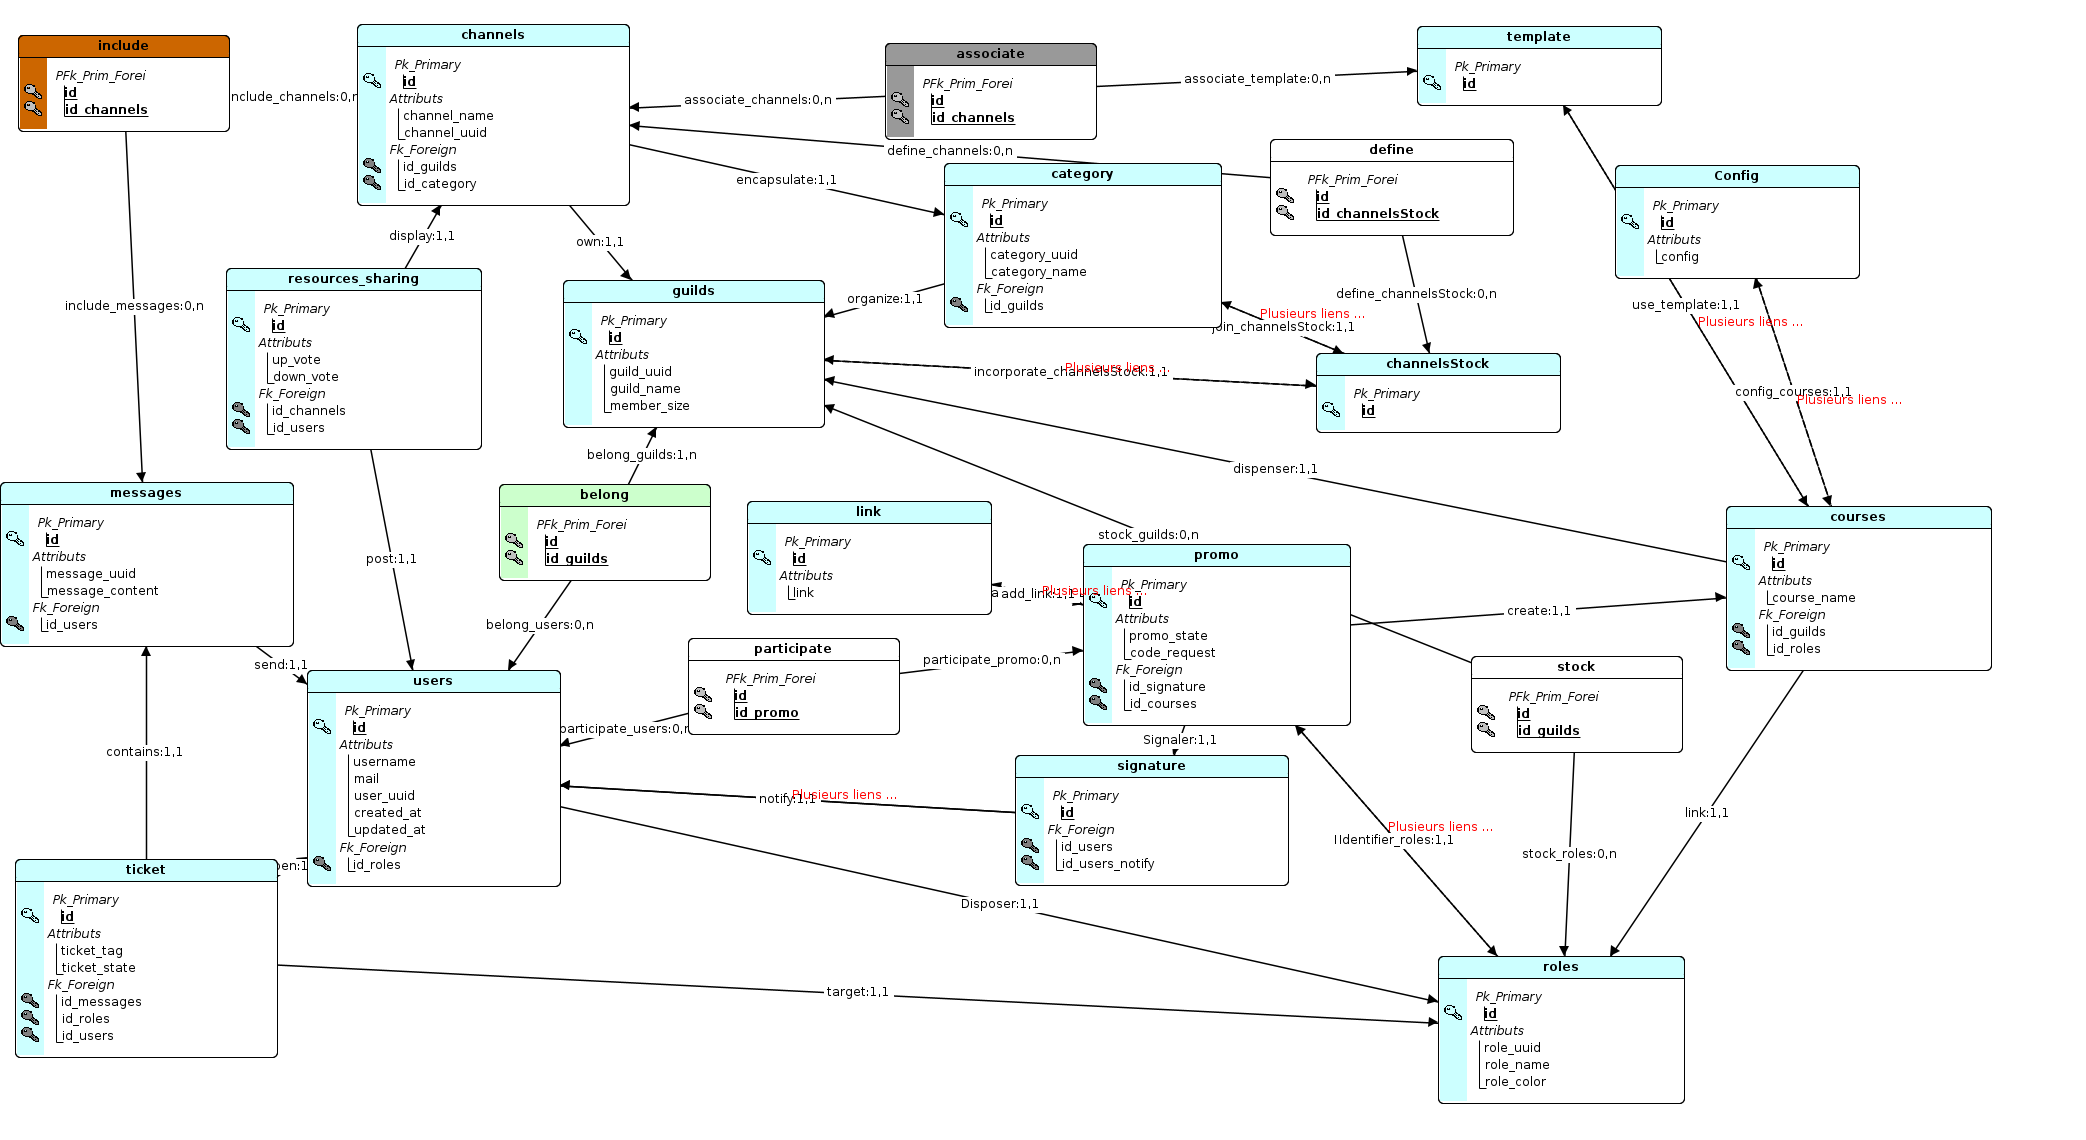 include
PFk_Prim_Forei
id
id_channels
channels
Pk_Primary
id
Attributs
channel_name
channel_uuid
Fk_Foreign
id_guilds
id_category
associate_channels:0,n
associate
PFk_Prim_Forei
id
id_channels
associate_template:0,n
template
Pk_Primary
id
define_channels:0,n
encapsulate:1,1
category
Pk_Primary
id
Attributs
category_uuid
category_name
Fk_Foreign
id_guilds
define
PFk_Prim_Forei
id
id_channelsStock
Config
Pk_Primary
id
Attributs
config
display:1,1
own:1,1
include_messages:0,n
resources_sharing
Pk_Primary
id
Attributs
up_vote
down_vote
Fk_Foreign
id_channels
id_users
guilds
Pk_Primary
id
Attributs
guild_uuid
guild_name
member_size
organize:1,1
define_channelsStock:0,n
Plusieurs liens ...
join_channelsStock:1,1
use_template:1,1
Plusieurs liens ...
channelsStock
Pk_Primary
id
Plusieurs liens ...
incorporate_channelsStock:1,1
config_courses:1,1
Plusieurs liens ...
belong_guilds:1,n
dispenser:1,1
messages
Pk_Primary
id
Attributs
message_uuid
message_content
Fk_Foreign
id_users
post:1,1
belong
PFk_Prim_Forei
id
id_guilds
link
Pk_Primary
id
Attributs
link
stock_guilds:0,n
add_link:1,1
Plusieurs liens ...
promo
Pk_Primary
id
Attributs
promo_state
code_request
Fk_Foreign
id_signature
id_courses
create:1,1
courses
Pk_Primary
id
Attributs
course_name
Fk_Foreign
id_guilds
id_roles
belong_users:0,n
send:1,1
participate
PFk_Prim_Forei
id
id_promo
participate_promo:0,n
participate_users:0,n
stock
PFk_Prim_Forei
id
id_guilds
users
Pk_Primary
id
Attributs
username
mail
user_uuid
created_at
updated_at
Fk_Foreign
id_roles
contains:1,1
Signaler:1,1
signature
Pk_Primary
id
Fk_Foreign
id_users
id_users_notify
notify:1,1
Plusieurs liens ...
Plusieurs liens ...
Identifier_roles:1,1
link:1,1
stock_roles:0,n
ticket
Pk_Primary
id
Attributs
ticket_tag
ticket_state
Fk_Foreign
id_messages
id_roles
id_users
Disposer:1,1
target:1,1
roles
Pk_Primary
id
Attributs
role_uuid
role_name
role_color